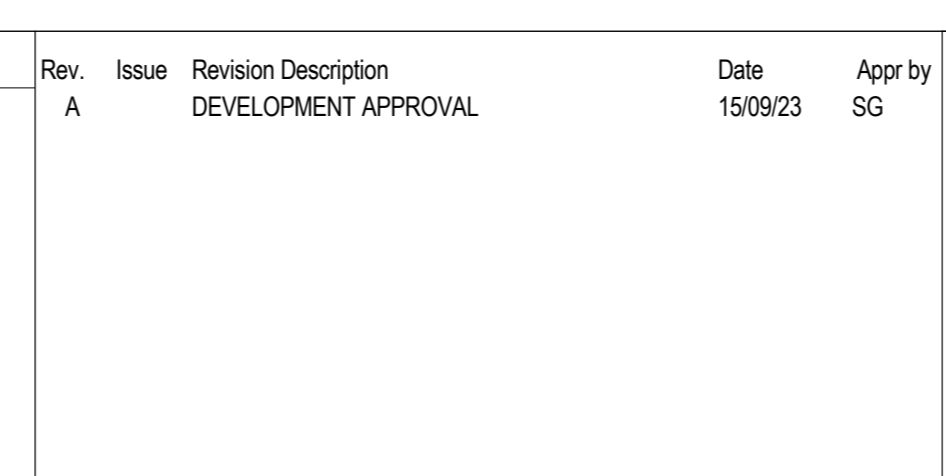 Rev. Issue Revision Description Date Appr by
A DEVELOPMENT APPROVAL 15/09/23 SG